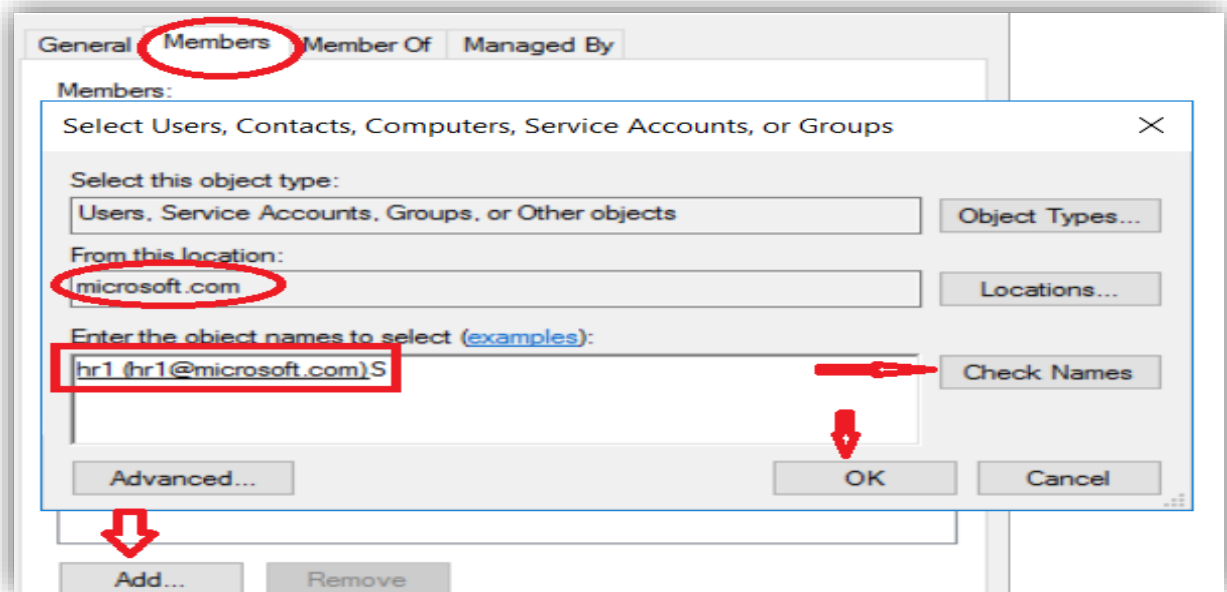 General Members Member Of Managed By
Members:
Select Users, Contacts, Computers, Service Accounts, or Groups
Select this object type:
Users, Service Accounts, Groups, or Other objects Object Types...
From this location:
microsoft.com Locations...
Enter the object names to select (examples):
hr1 (hr1@microsoft.com)S Check Names
Advanced... OK Cancel
Add... Remove